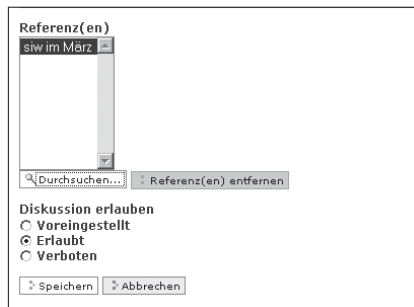 Referenz(en)
siw im März
Durchsuchen... Referenz(en) entfernen
Diskussion erlauben
Voreingestellt
Erlaubt
Verboten
Speichern Abbrechen